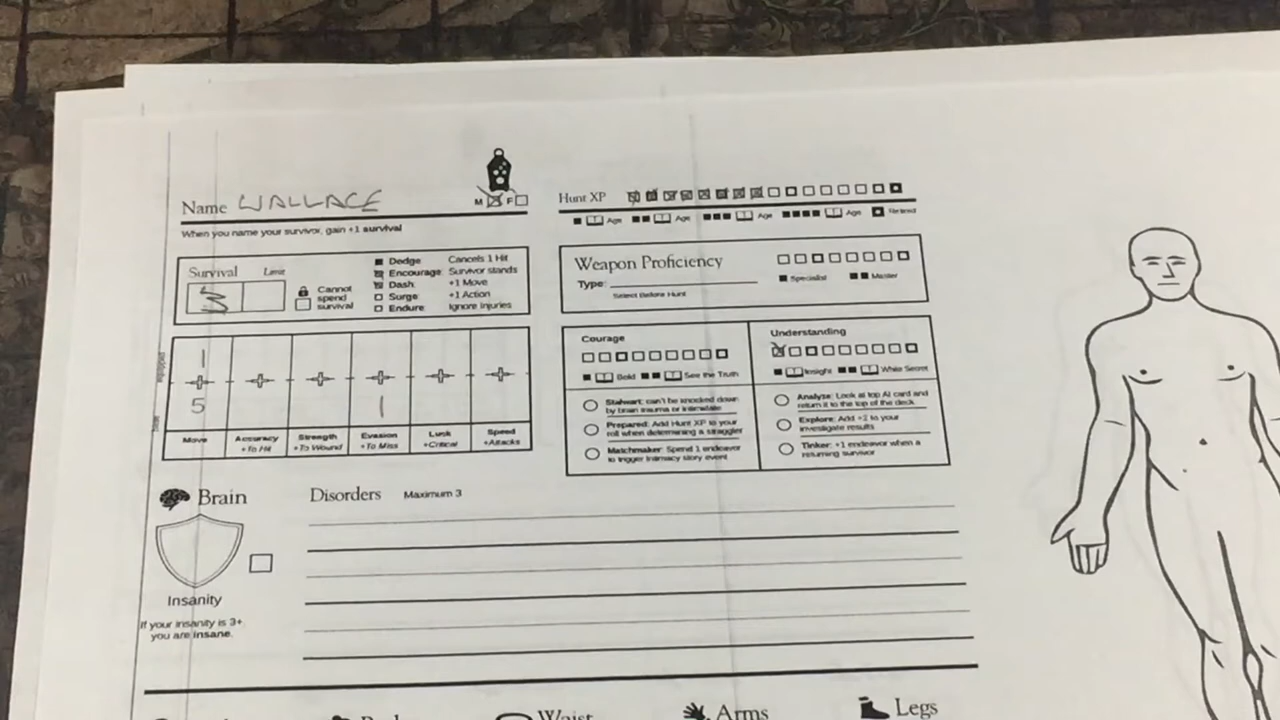 Name WALLACE
M F
When you name your survivor, gain +1 survival
Survival Limit
3
Cannot spend survival
Dodge Cancels 1 Hit
Encourage Survivor stands
Dash +1 Move
Surge +1 Action
Endure Ignore Injuries
1
5 1
Move Accuracy Strength Evasion Luck Speed
+To Hit +To Wound +To Miss +Critical +Attacks
Hunt XP
Age Age Age Age Retired
Weapon Proficiency
Type:
Select Before Hunt
Specialist Master
Courage
Bold See the Truth
Stalwart: can't be knocked down
by brain trauma or intimidate
Prepared: Add Hunt XP to your
roll when determining a straggler
Matchmaker: Spend 1 endeavor
to trigger intimacy story event
Understanding
Insight White Secret
Analyze: Look at top AI card and
return it to the top of the deck
Explore: Add +2 to your
investigate results
Tinker: +1 endeavor when a
returning survivor
Brain
Insanity
If your insanity is 3+
you are insane.
Disorders Maximum 3
Waist Arms Legs